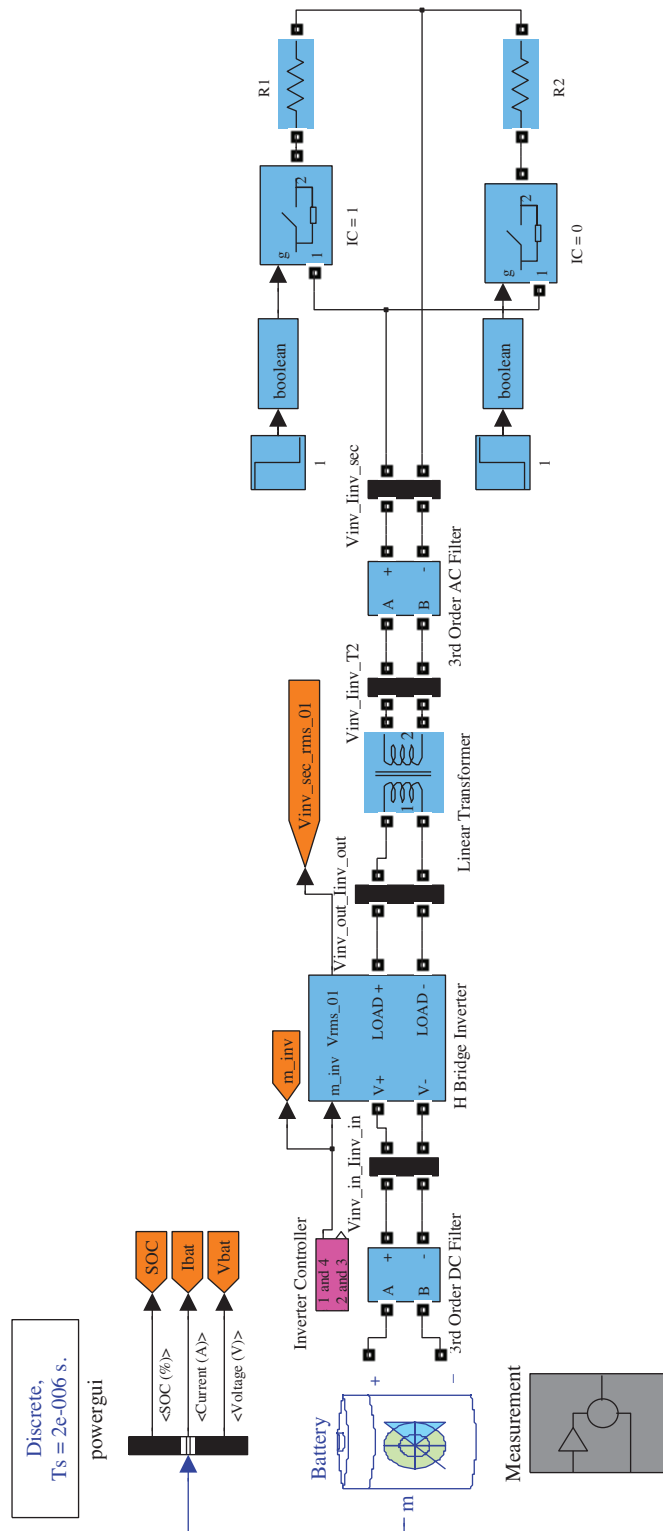 Discrete,
Ts = 2e-006 s.
powergui
<SOC (%)>
<Current (A)>
<Voltage (V)>
SOC
Ibat
Vbat
Battery
+
−
m
Measurement
Inverter Controller
1 and 4
2 and 3
m_inv
A
+
B
-
3rd Order DC Filter
Vinv_in_Iinv_in
m_inv
Vrms_01
V+
LOAD +
V-
LOAD -
H Bridge Inverter
Vinv_sec_rms_01
Vinv_out_Iinv_out
1
2
Linear Transformer
Vinv_Iinv_T2
A
+
B
-
3rd Order AC Filter
Vinv_Iinv_sec
1
boolean
g
1
2
IC = 1
R1
1
boolean
g
1
2
IC = 0
R2